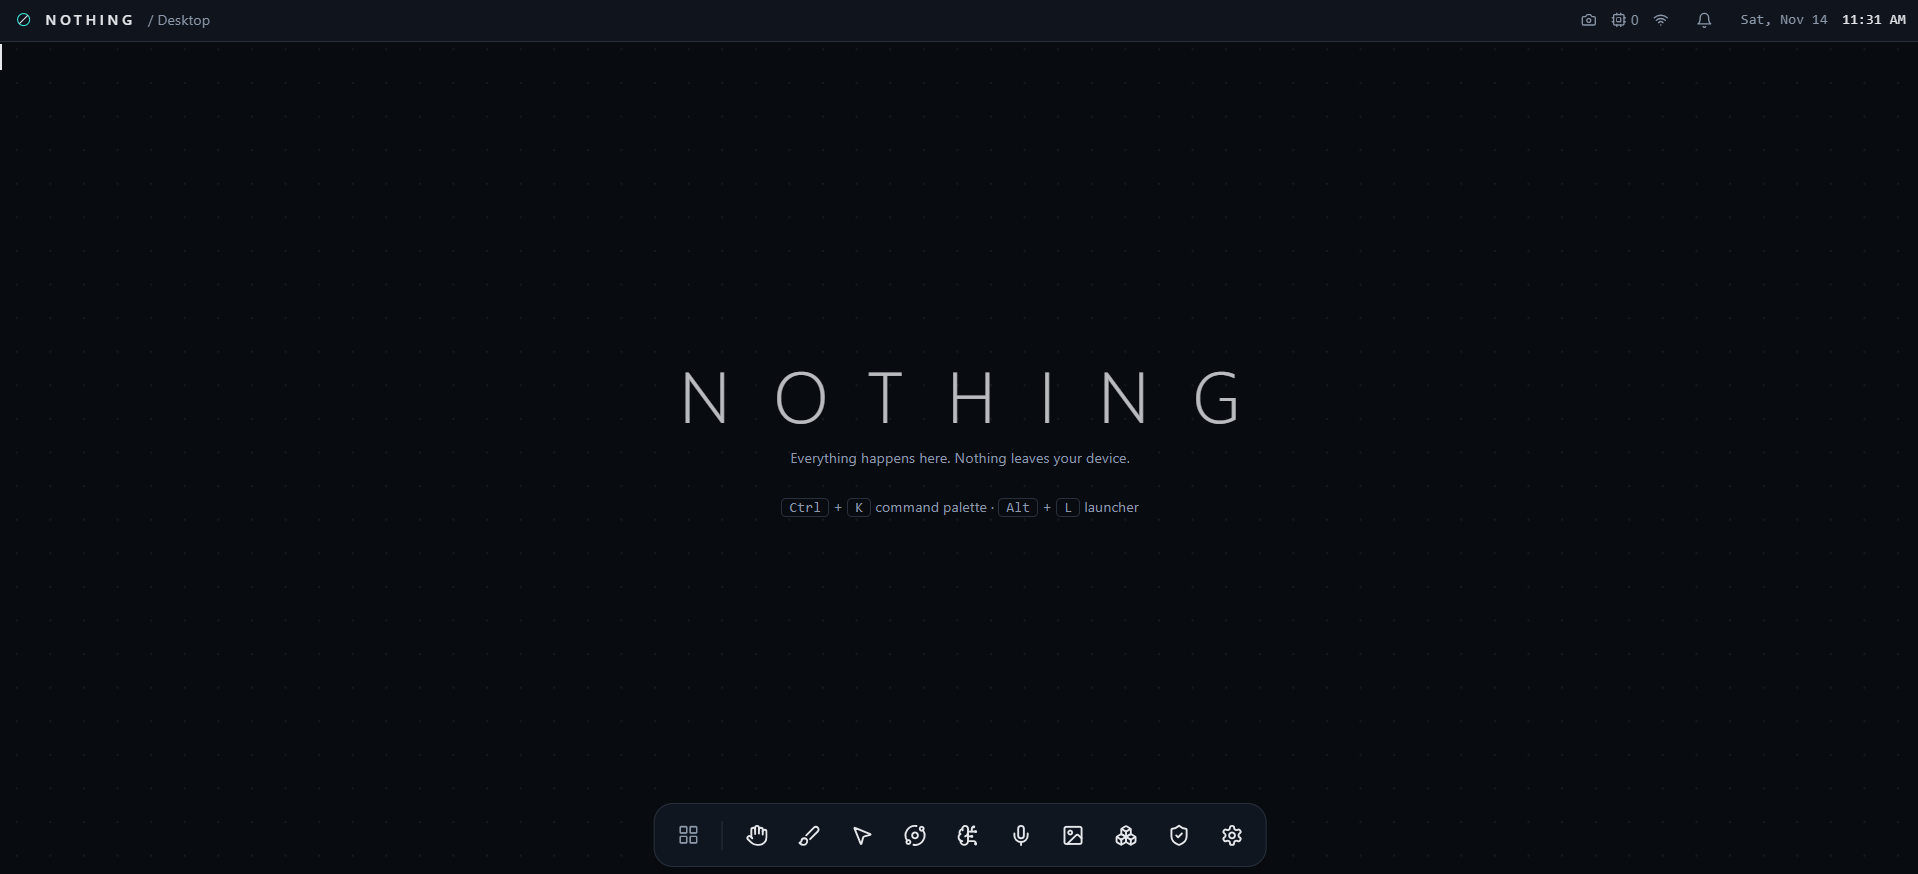 NOTHING / Desktop
0 Sat, Nov 14 11:31 AM
NOTHING
Everything happens here. Nothing leaves your device.
Ctrl + K command palette · Alt + L launcher